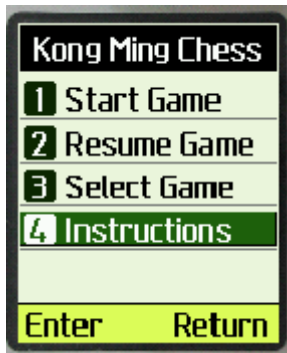 Kong Ming Chess
1 Start Game
2 Resume Game
3 Select Game
4 Instructions
Enter Return